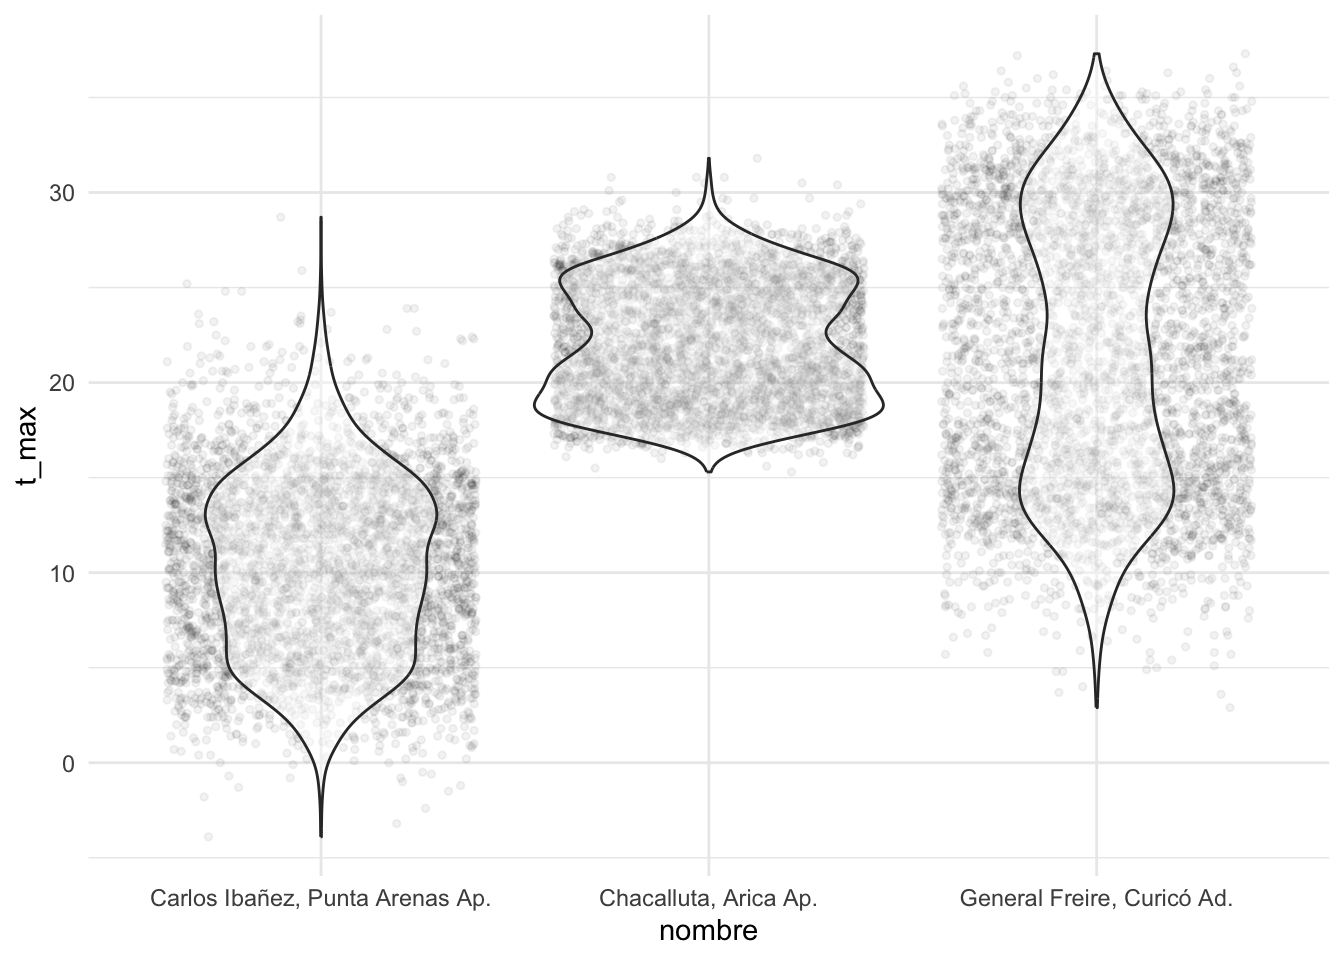 t_max
30
20
10
0
Carlos Ibañez, Punta Arenas Ap.
Chacalluta, Arica Ap.
General Freire, Curicó Ad.
nombre